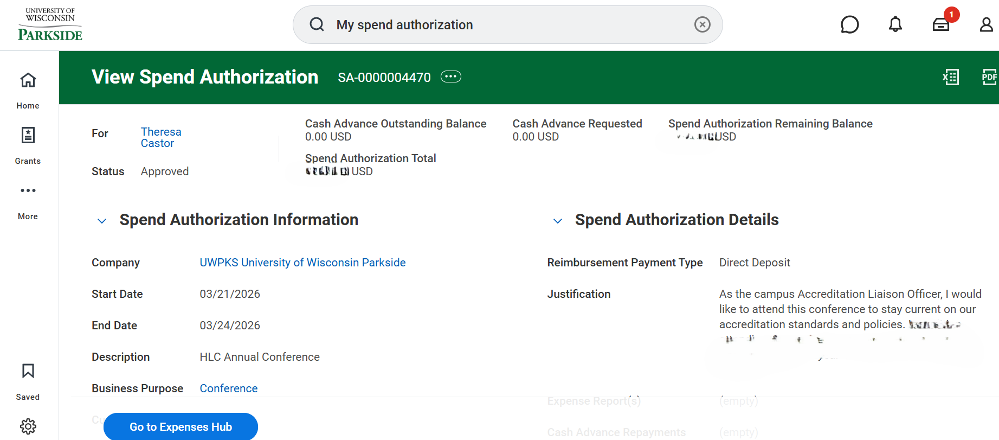 UNIVERSITY OF
WISCONSIN
PARKSIDE
My spend authorization
1
Home
Grants
More
Saved
View Spend Authorization SA-0000004470
X
PDF
For Theresa Castor
Status Approved
Cash Advance Outstanding Balance
0.00 USD
Cash Advance Requested
0.00 USD
Spend Authorization Remaining Balance
USD
Spend Authorization Total
USD
Spend Authorization Information
Company UWPKS University of Wisconsin Parkside
Start Date 03/21/2026
End Date 03/24/2026
Description HLC Annual Conference
Business Purpose Conference
Cu
Go to Expenses Hub
Spend Authorization Details
Reimbursement Payment Type Direct Deposit
Justification As the campus Accreditation Liaison Officer, I would
like to attend this conference to stay current on our
accreditation standards and policies.
Expense Report(s) (empty)
Cash Advance Repayments (empty)